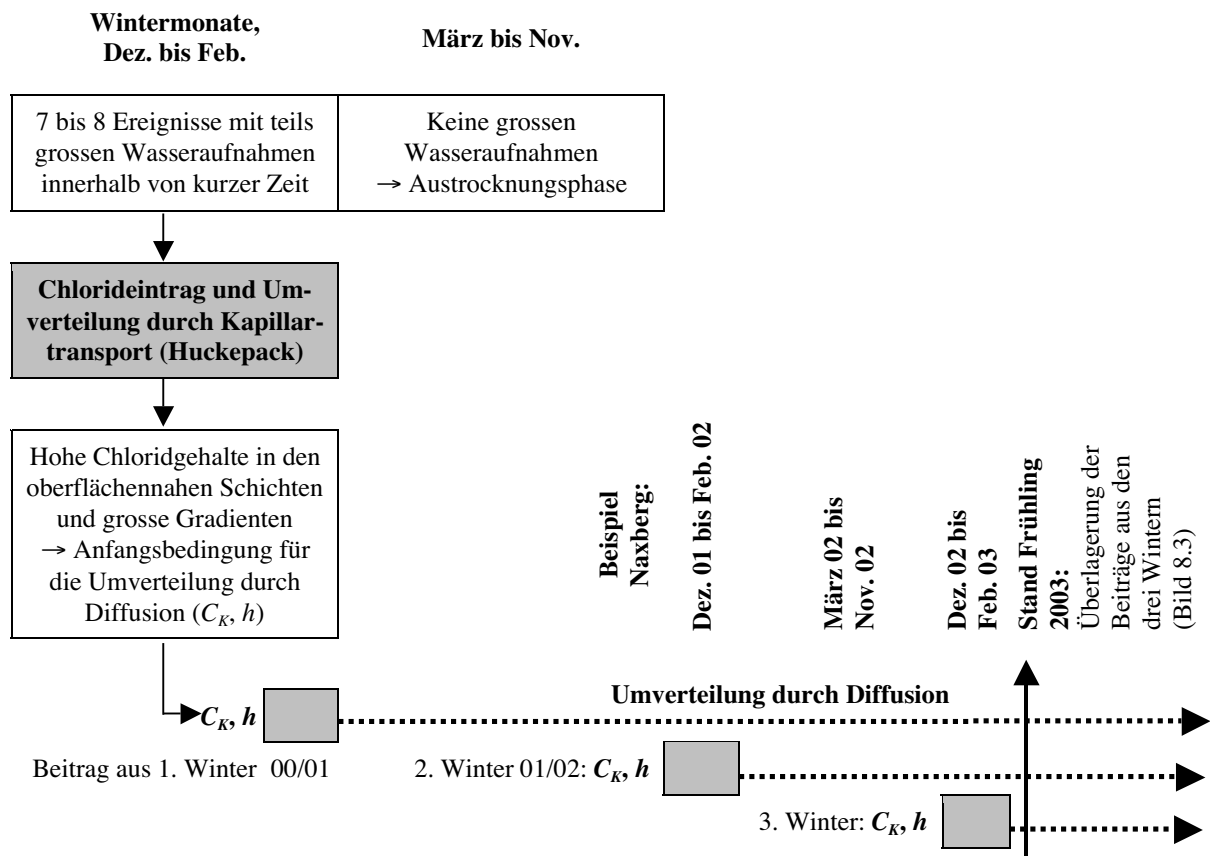 Wintermonate,
Dez. bis Feb.
März bis Nov.
7 bis 8 Ereignisse mit teils
grossen Wasseraufnahmen
innerhalb von kurzer Zeit
Keine grossen
Wasseraufnahmen
→ Austrocknungsphase
Chlorideintrag und Um-
verteilung durch Kapillar-
transport (Huckepack)
Hohe Chloridgehalte in den
oberflächennahen Schichten
und grosse Gradienten
→ Anfangsbedingung für
die Umverteilung durch
Diffusion (C_K, h)
Beispiel
Naxberg:
Dez. 01 bis Feb. 02
März 02 bis
Nov. 02
Dez. 02 bis
Feb. 03
Stand Frühling
2003:
Überlagerung der
Beiträge aus den
drei Wintern
(Bild 8.3)
Umverteilung durch Diffusion
C_K, h
Beitrag aus 1. Winter 00/01
2. Winter 01/02: C_K, h
3. Winter: C_K, h